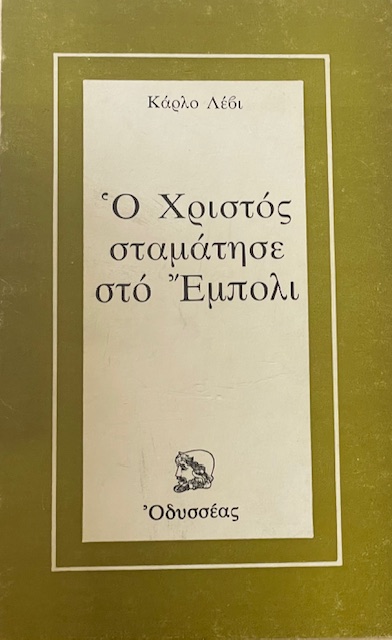 Κάρλο Λέβι
Ὁ Χριστός
σταμάτησε
στό Ἔμπολι
Ὀδυσσέας